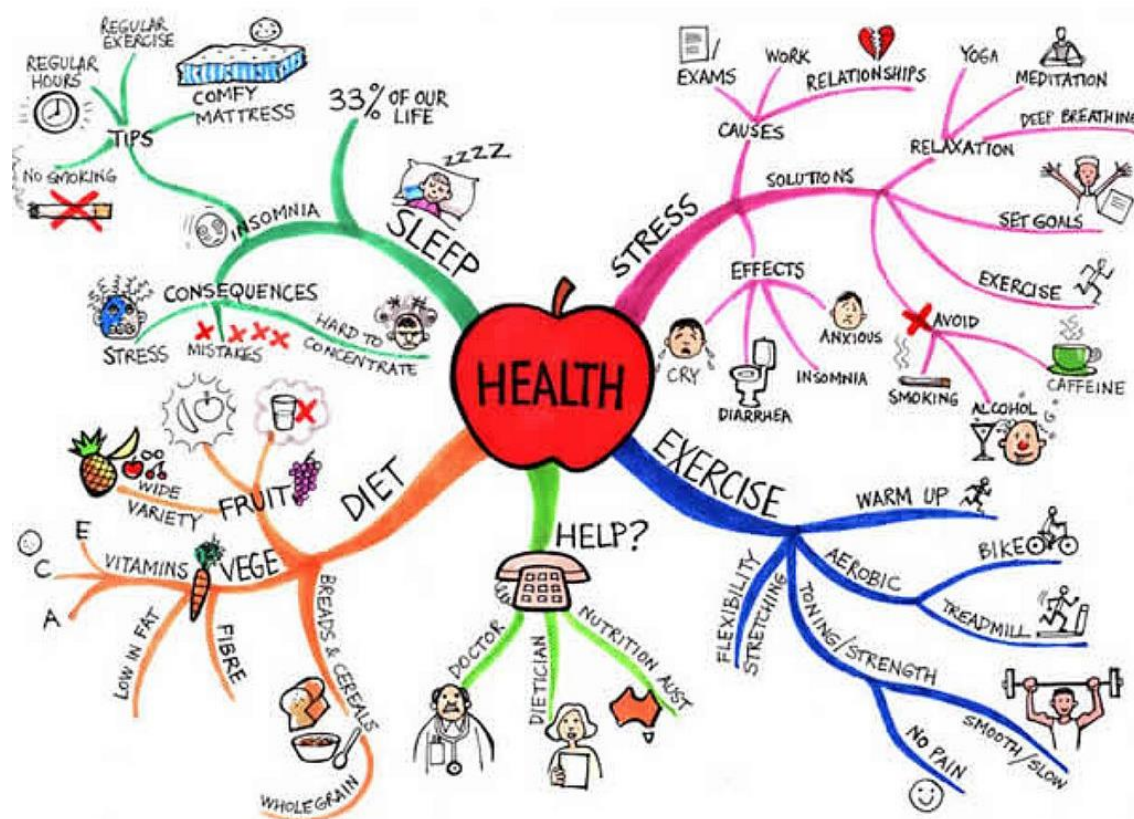 HEALTH
SLEEP
33% OF OUR
LIFE
ZZZZ
INSOMNIA
TIPS
REGULAR
EXERCISE
REGULAR
HOURS
COMFY
MATTRESS
NO SMOKING
CONSEQUENCES
STRESS
MISTAKES
HARD TO
CONCENTRATE
STRESS
CAUSES
EXAMS
WORK
RELATIONSHIPS
SOLUTIONS
RELAXATION
YOGA
MEDITATION
DEEP BREATHING
SET GOALS
EXERCISE
AVOID
SMOKING
ALCOHOL
CAFFEINE
EFFECTS
CRY
DIARRHEA
INSOMNIA
ANXIOUS
DIET
FRUIT
WIDE
VARIETY
VEGE
VITAMINS
E
C
A
LOW IN FAT
FIBRE
BREADS & CEREALS
WHOLEGRAIN
HELP?
DOCTOR
DIETICIAN
NUTRITION AUST
EXERCISE
WARM UP
AEROBIC
BIKE
TREADMILL
TONING/STRENGTH
SMOOTH/SLOW
NO PAIN
FLEXIBILITY
STRETCHING